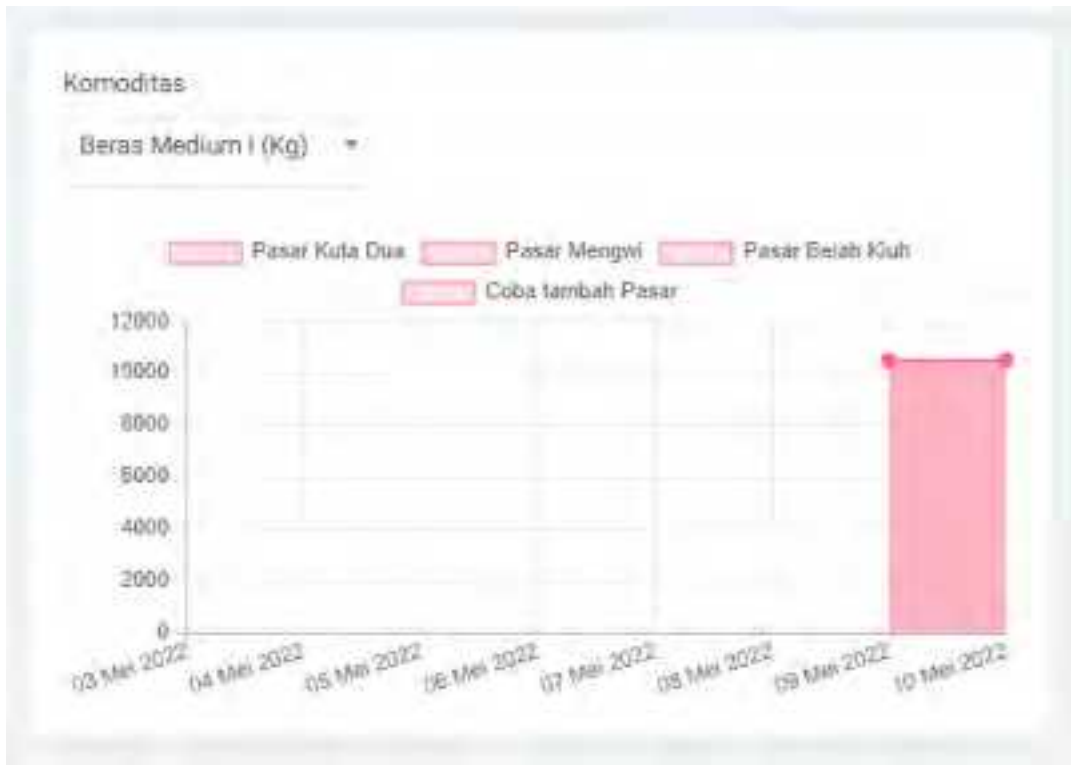 Komoditas
Beras Medium I (Kg)
Pasar Kuta Dua Pasar Mengwi Pasar Belah Kiuh
Coba tambah Pasar
12000
10000
8000
6000
4000
2000
0
03 Mei 2022 04 Mei 2022 05 Mei 2022 06 Mei 2022 07 Mei 2022 08 Mei 2022 09 Mei 2022 10 Mei 2022